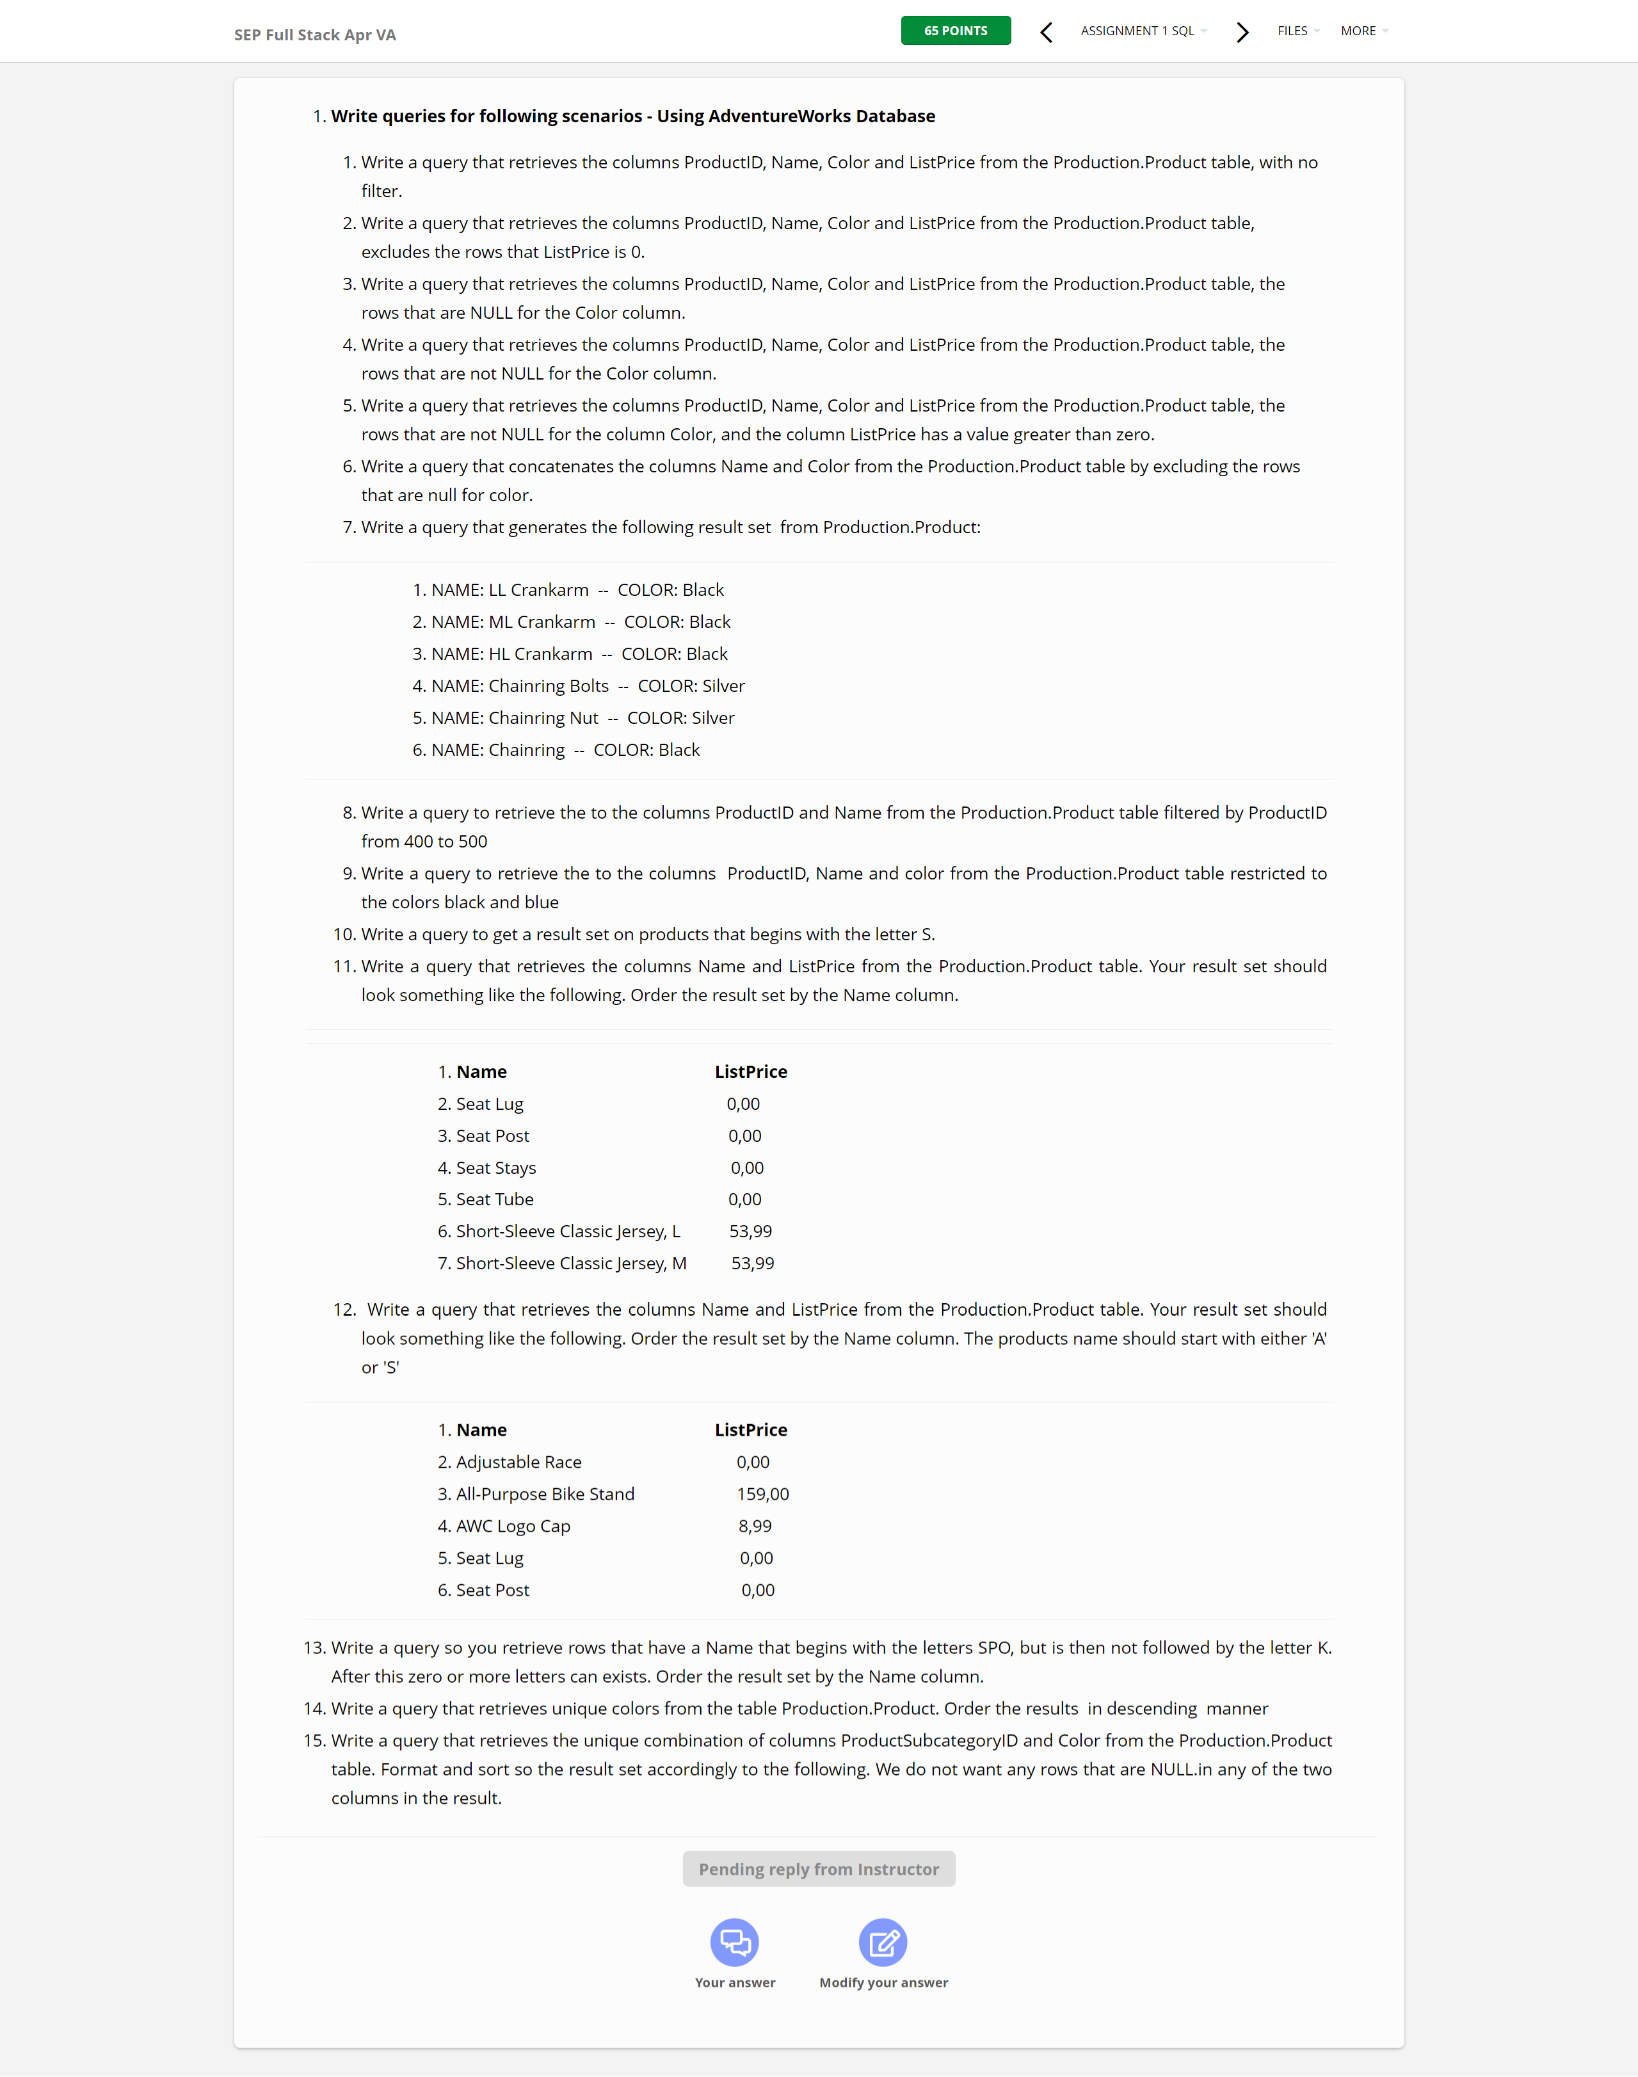 SEP Full Stack Apr VA
65 POINTS
ASSIGNMENT 1 SQL
FILES
MORE
1. Write queries for following scenarios - Using AdventureWorks Database
1. Write a query that retrieves the columns ProductID, Name, Color and ListPrice from the Production.Product table, with no
filter.
2. Write a query that retrieves the columns ProductID, Name, Color and ListPrice from the Production.Product table,
excludes the rows that ListPrice is 0.
3. Write a query that retrieves the columns ProductID, Name, Color and ListPrice from the Production.Product table, the
rows that are NULL for the Color column.
4. Write a query that retrieves the columns ProductID, Name, Color and ListPrice from the Production.Product table, the
rows that are not NULL for the Color column.
5. Write a query that retrieves the columns ProductID, Name, Color and ListPrice from the Production.Product table, the
rows that are not NULL for the column Color, and the column ListPrice has a value greater than zero.
6. Write a query that concatenates the columns Name and Color from the Production.Product table by excluding the rows
that are null for color.
7. Write a query that generates the following result set  from Production.Product:
1. NAME: LL Crankarm  --  COLOR: Black
2. NAME: ML Crankarm  --  COLOR: Black
3. NAME: HL Crankarm  --  COLOR: Black
4. NAME: Chainring Bolts  --  COLOR: Silver
5. NAME: Chainring Nut  --  COLOR: Silver
6. NAME: Chainring  --  COLOR: Black
8. Write a query to retrieve the to the columns ProductID and Name from the Production.Product table filtered by ProductID
from 400 to 500
9. Write a query to retrieve the to the columns  ProductID, Name and color from the Production.Product table restricted to
the colors black and blue
10. Write a query to get a result set on products that begins with the letter S.
11. Write a query that retrieves the columns Name and ListPrice from the Production.Product table. Your result set should
look something like the following. Order the result set by the Name column.
1. Name ListPrice
2. Seat Lug 0,00
3. Seat Post 0,00
4. Seat Stays 0,00
5. Seat Tube 0,00
6. Short-Sleeve Classic Jersey, L 53,99
7. Short-Sleeve Classic Jersey, M 53,99
12. Write a query that retrieves the columns Name and ListPrice from the Production.Product table. Your result set should
look something like the following. Order the result set by the Name column. The products name should start with either 'A'
or 'S'
1. Name ListPrice
2. Adjustable Race 0,00
3. All-Purpose Bike Stand 159,00
4. AWC Logo Cap 8,99
5. Seat Lug 0,00
6. Seat Post 0,00
13. Write a query so you retrieve rows that have a Name that begins with the letters SPO, but is then not followed by the letter K.
After this zero or more letters can exists. Order the result set by the Name column.
14. Write a query that retrieves unique colors from the table Production.Product. Order the results  in descending  manner
15. Write a query that retrieves the unique combination of columns ProductSubcategoryID and Color from the Production.Product
table. Format and sort so the result set accordingly to the following. We do not want any rows that are NULL.in any of the two
columns in the result.
Pending reply from Instructor
Your answer
Modify your answer